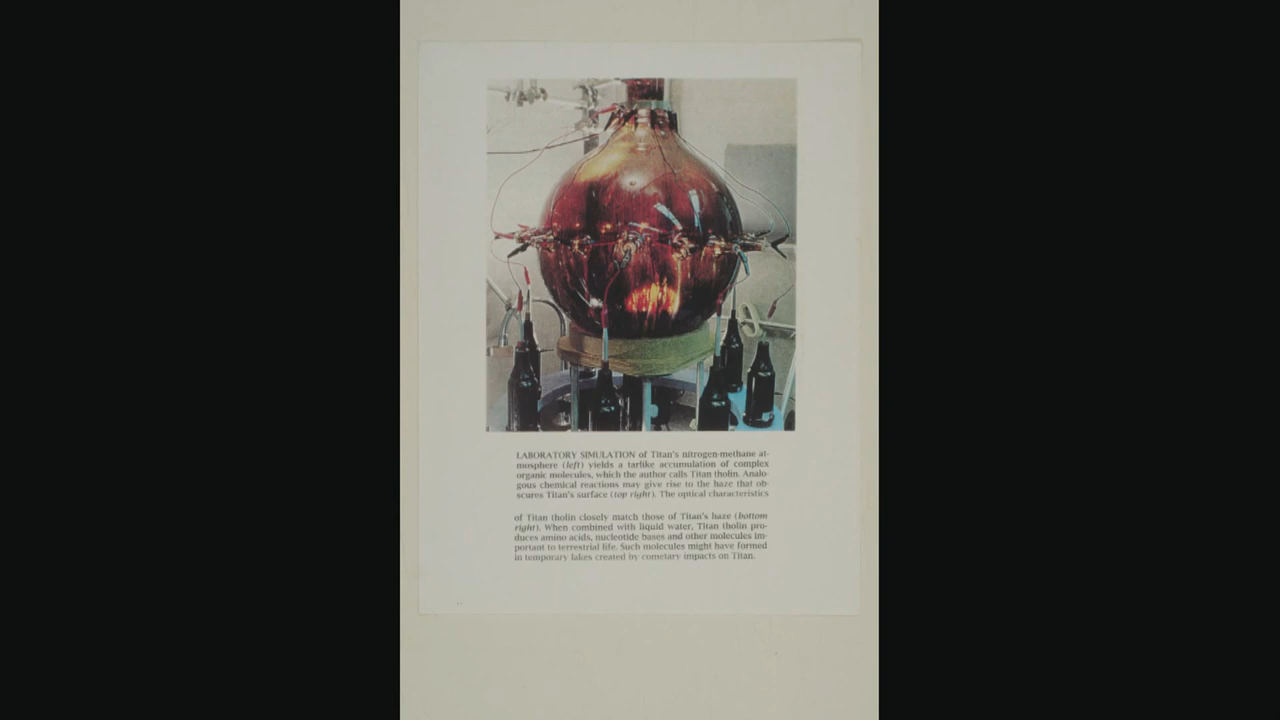 LABORATORY SIMULATION of Titan's nitrogen-methane at-
mosphere (left) yields a tarlike accumulation of complex
organic molecules, which the author calls Titan tholin. Analo-
gous chemical reactions may give rise to the haze that ob-
scures Titan's surface (top right). The optical characteristics
of Titan tholin closely match those of Titan's haze (bottom
right). When combined with liquid water, Titan tholin pro-
duces amino acids, nucleotide bases and other molecules im-
portant to terrestrial life. Such molecules might have formed
in temporary lakes created by cometary impacts on Titan.